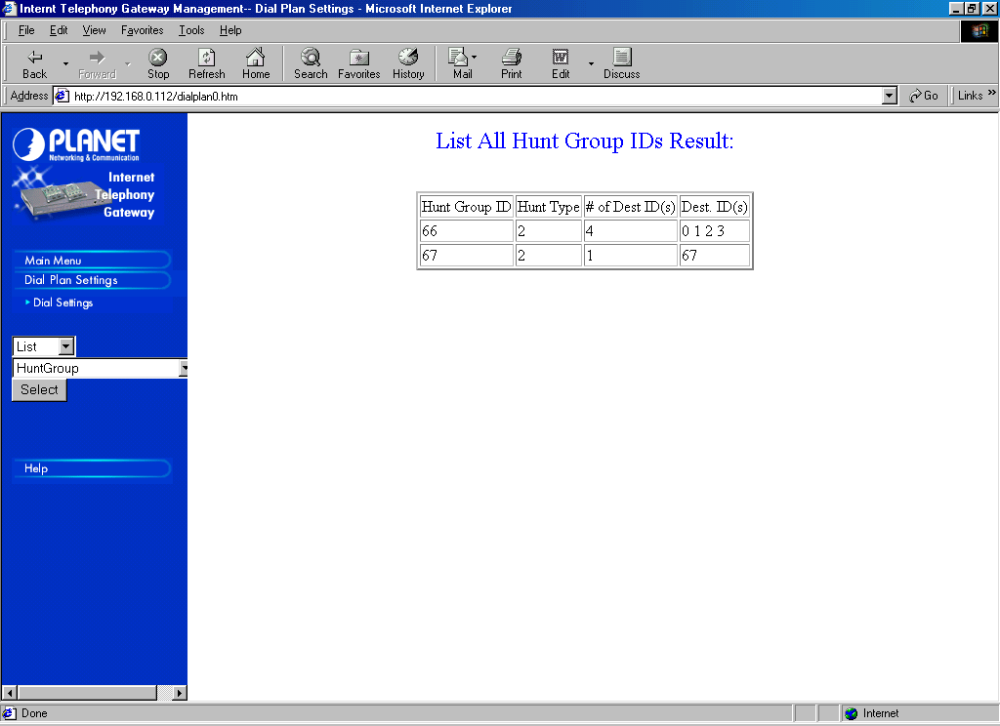 Internt Telephony Gateway Management-- Dial Plan Settings - Microsoft Internet Explorer
File Edit View Favorites Tools Help
Back Forward Stop Refresh Home Search Favorites History Mail Print Edit Discuss
Address http://192.168.0.112/dialplan0.htm Go Links »
PLANET
Networking & Communication
Internet
Telephony
Gateway
Main Menu
Dial Plan Settings
Dial Settings
List
HuntGroup
Select
Help
List All Hunt Group IDs Result:
Hunt Group ID Hunt Type # of Dest ID(s) Dest. ID(s)
66 2 4 0 1 2 3
67 2 1 67
Done Internet